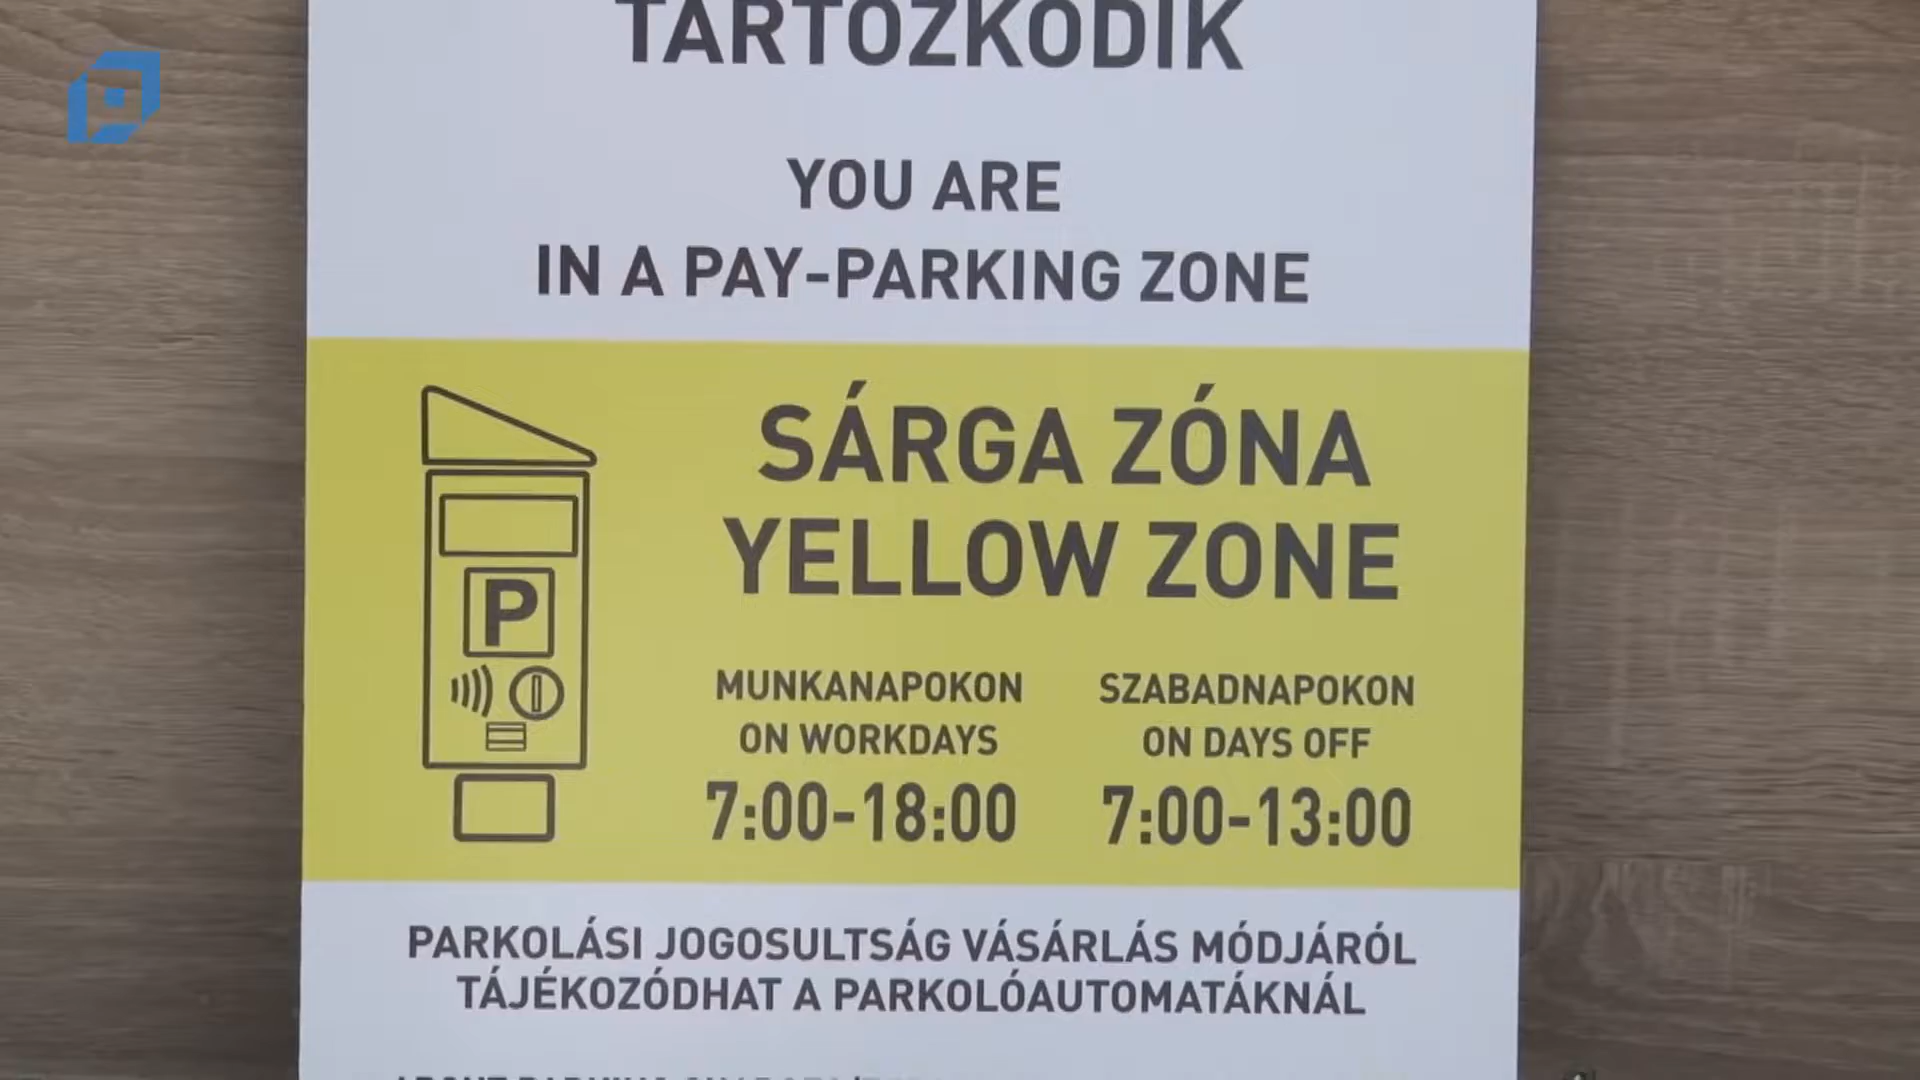 TARTÓZKODIK
YOU ARE
IN A PAY-PARKING ZONE
SÁRGA ZÓNA
YELLOW ZONE
P
MUNKANAPOKON
ON WORKDAYS
7:00-18:00
SZABADNAPOKON
ON DAYS OFF
7:00-13:00
PARKOLÁSI JOGOSULTSÁG VÁSÁRLÁS MÓDJÁRÓL
TÁJÉKOZÓDHAT A PARKOLÓAUTOMATÁKNÁL